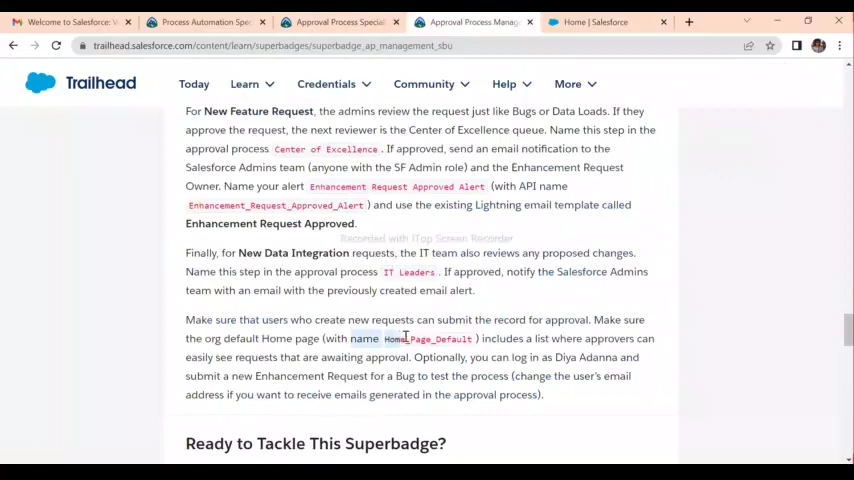 Welcome to Salesforce: V
Process Automation Spec
Approval Process Speciali
Approval Process Manage
Home | Salesforce
trailhead.salesforce.com/content/learn/superbadges/superbadge_ap_management_sbu
Trailhead
Today
Learn
Credentials
Community
Help
More
For New Feature Request, the admins review the request just like Bugs or Data Loads. If they
approve the request, the next reviewer is the Center of Excellence queue. Name this step in the
approval process Center of Excellence. If approved, send an email notification to the
Salesforce Admins team (anyone with the SF Admin role) and the Enhancement Request
Owner. Name your alert Enhancement Request Approved Alert (with API name
Enhancement_Request_Approved_Alert) and use the existing Lightning email template called
Enhancement Request Approved.
Recorded with iTop Screen Recorder
Finally, for New Data Integration requests, the IT team also reviews any proposed changes.
Name this step in the approval process IT Leaders. If approved, notify the Salesforce Admins
team with an email with the previously created email alert.
Make sure that users who create new requests can submit the record for approval. Make sure
the org default Home page (with name Home_Page_Default) includes a list where approvers can
easily see requests that are awaiting approval. Optionally, you can log in as Diya Adanna and
submit a new Enhancement Request for a Bug to test the process (change the user's email
address if you want to receive emails generated in the approval process).
Ready to Tackle This Superbadge?